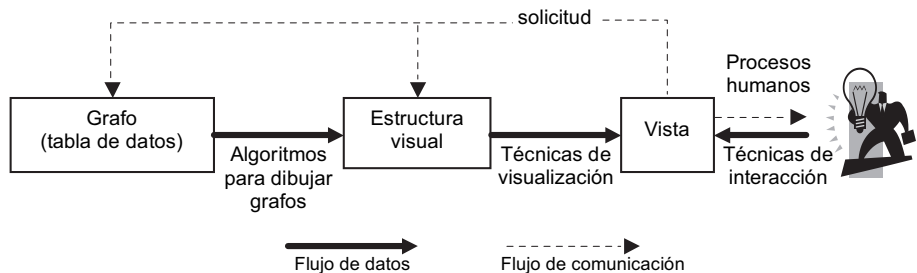 solicitud
Procesos
humanos
Grafo
(tabla de datos)
Algoritmos
para dibujar
grafos
Estructura
visual
Técnicas de
visualización
Vista
Técnicas de
interacción
Flujo de datos
Flujo de comunicación